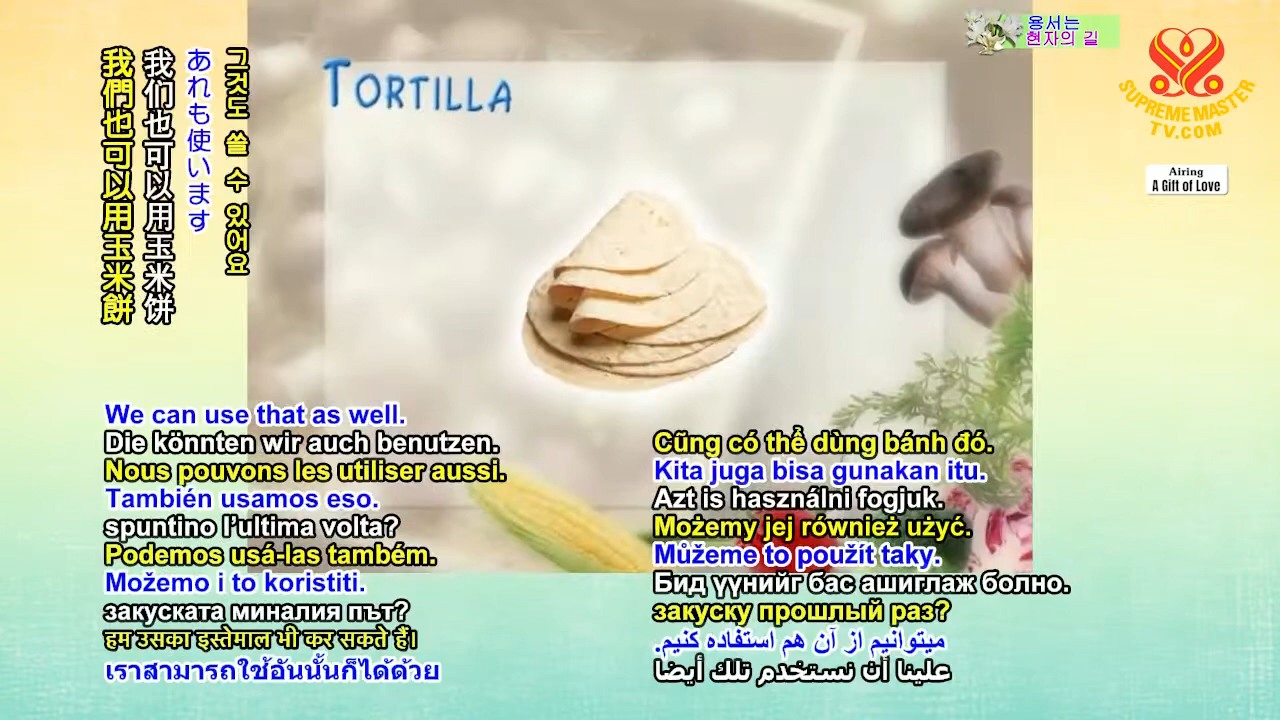 용서는
현자의 길
SUPREME MASTER
TV.COM
Airing
A Gift of Love
TORTILLA
그것도 쓸 수 있어요
あれも使います
我们也可以用玉米饼
我們也可以用玉米餅
We can use that as well.
Die könnten wir auch benutzen.
Nous pouvons les utiliser aussi.
También usamos eso.
spuntino l’ultima volta?
Podemos usá-las também.
Možemo i to koristiti.
закуската миналия път?
हम उसका इस्तेमाल भी कर सकते हैं।
เราสามารถใช้อันนั้นก็ได้ด้วย
Cũng có thể dùng bánh đó.
Kita juga bisa gunakan itu.
Azt is használni fogjuk.
Możemy jej również użyć.
Můžeme to použít taky.
Бид үүнийг бас ашиглаж болно.
закуску прошлый раз?
میتوانیم از آن هم استفاده کنیم.
علينا أن نستخدم تلك أيضا